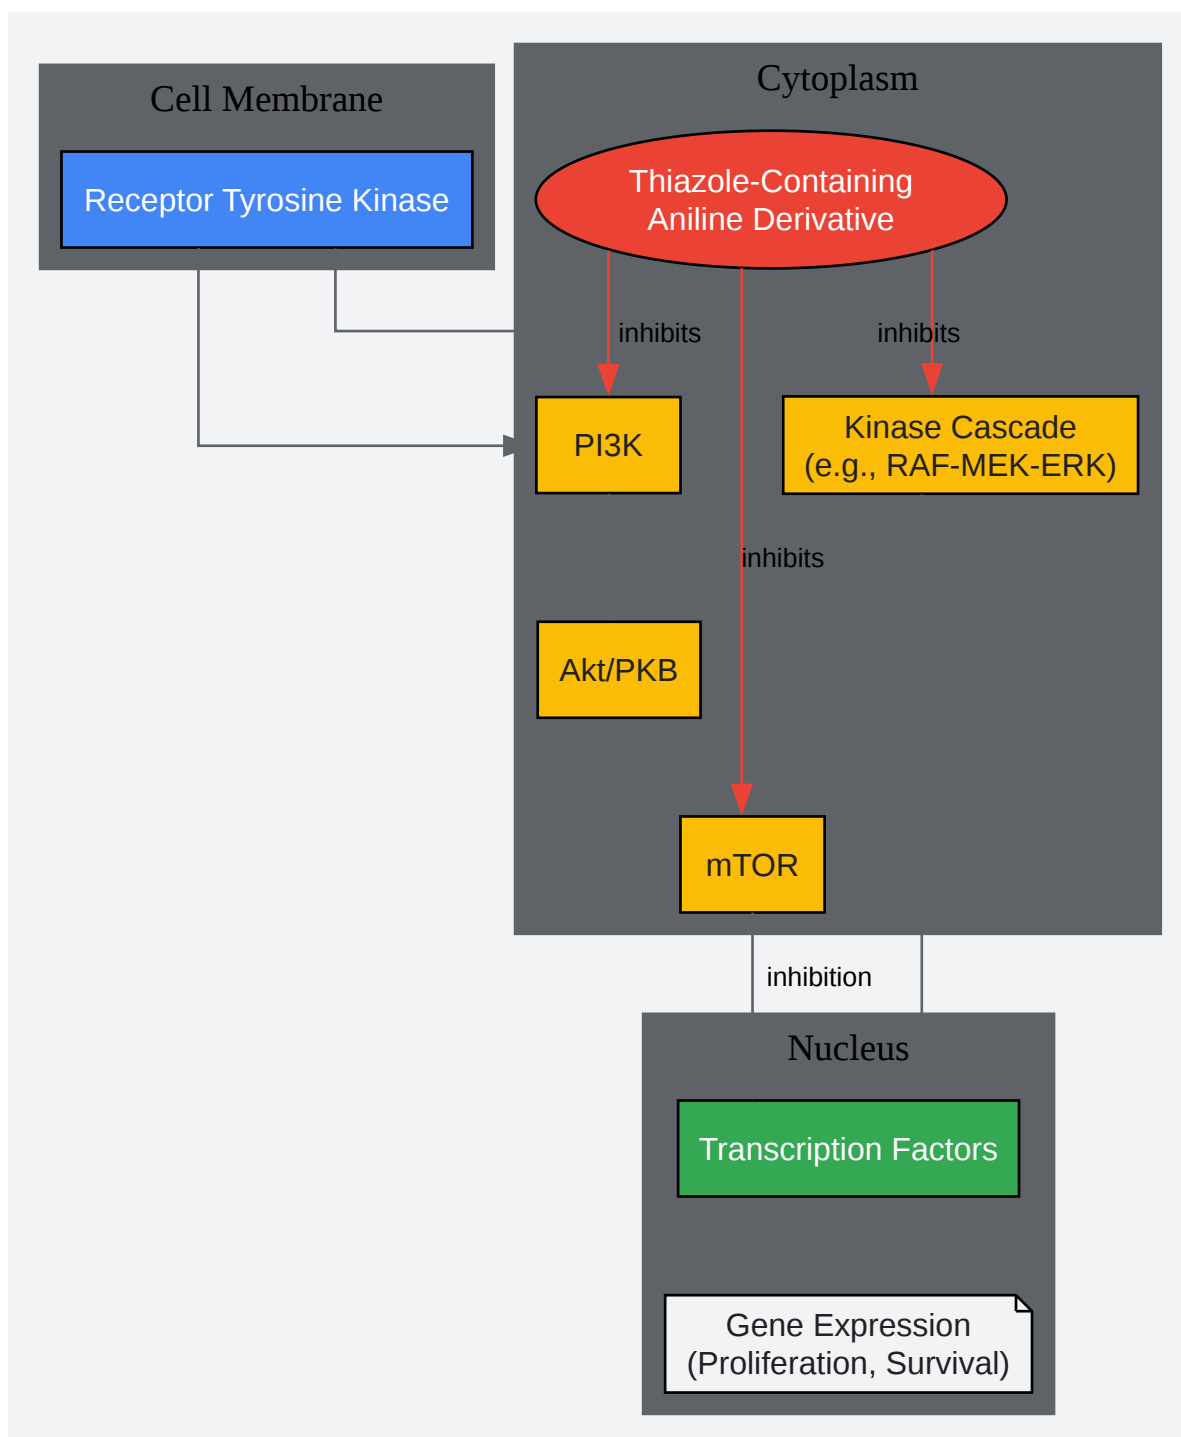 Cell Membrane
Receptor Tyrosine Kinase
Cytoplasm
Thiazole-Containing
Aniline Derivative
inhibits
inhibits
PI3K
Kinase Cascade
(e.g., RAF-MEK-ERK)
inhibits
Akt/PKB
mTOR
inhibition
Nucleus
Transcription Factors
Gene Expression
(Proliferation, Survival)